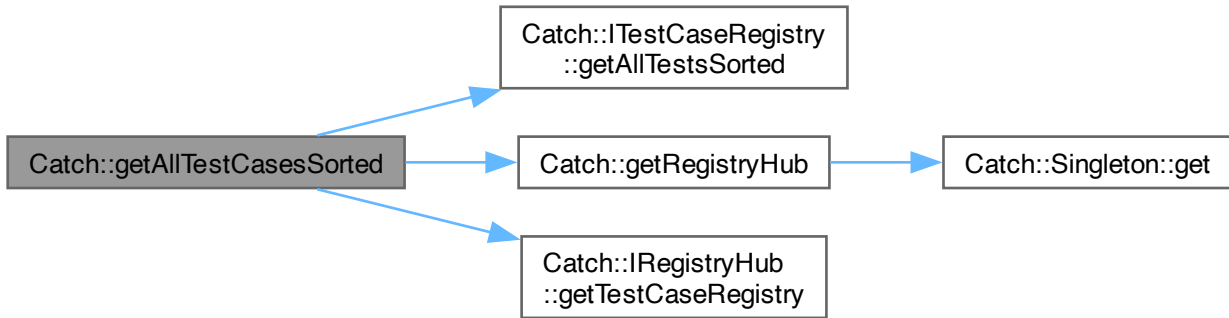 Catch::ITestCaseRegistry
::getAllTestsSorted
Catch::getAllTestCasesSorted
Catch::getRegistryHub
Catch::Singleton::get
Catch::IRegistryHub
::getTestCaseRegistry